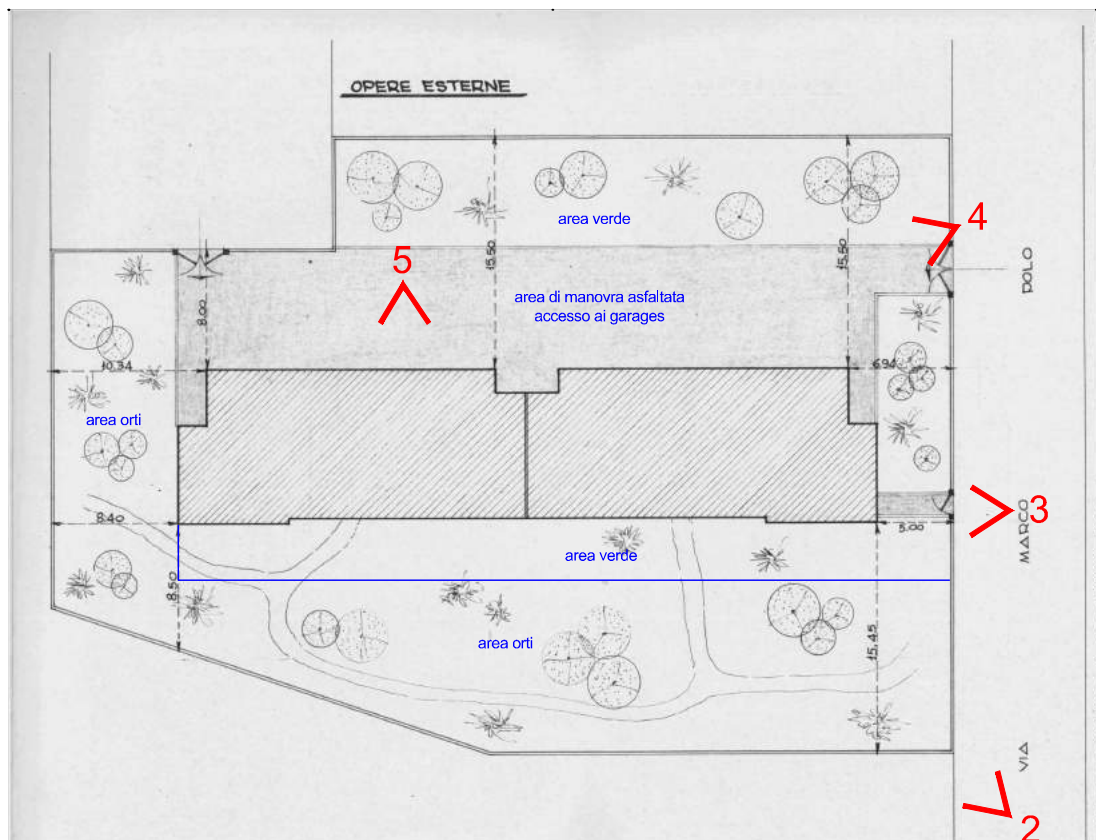 OPERE ESTERNE
area verde
4
5
15.50
15.50
POLO
area di manovra asfaltata
accesso ai garages
8.00
10.34
6.94
area orti
8.40
5.00
3
MARCO
area verde
8.50
area orti
15.45
VIA
2